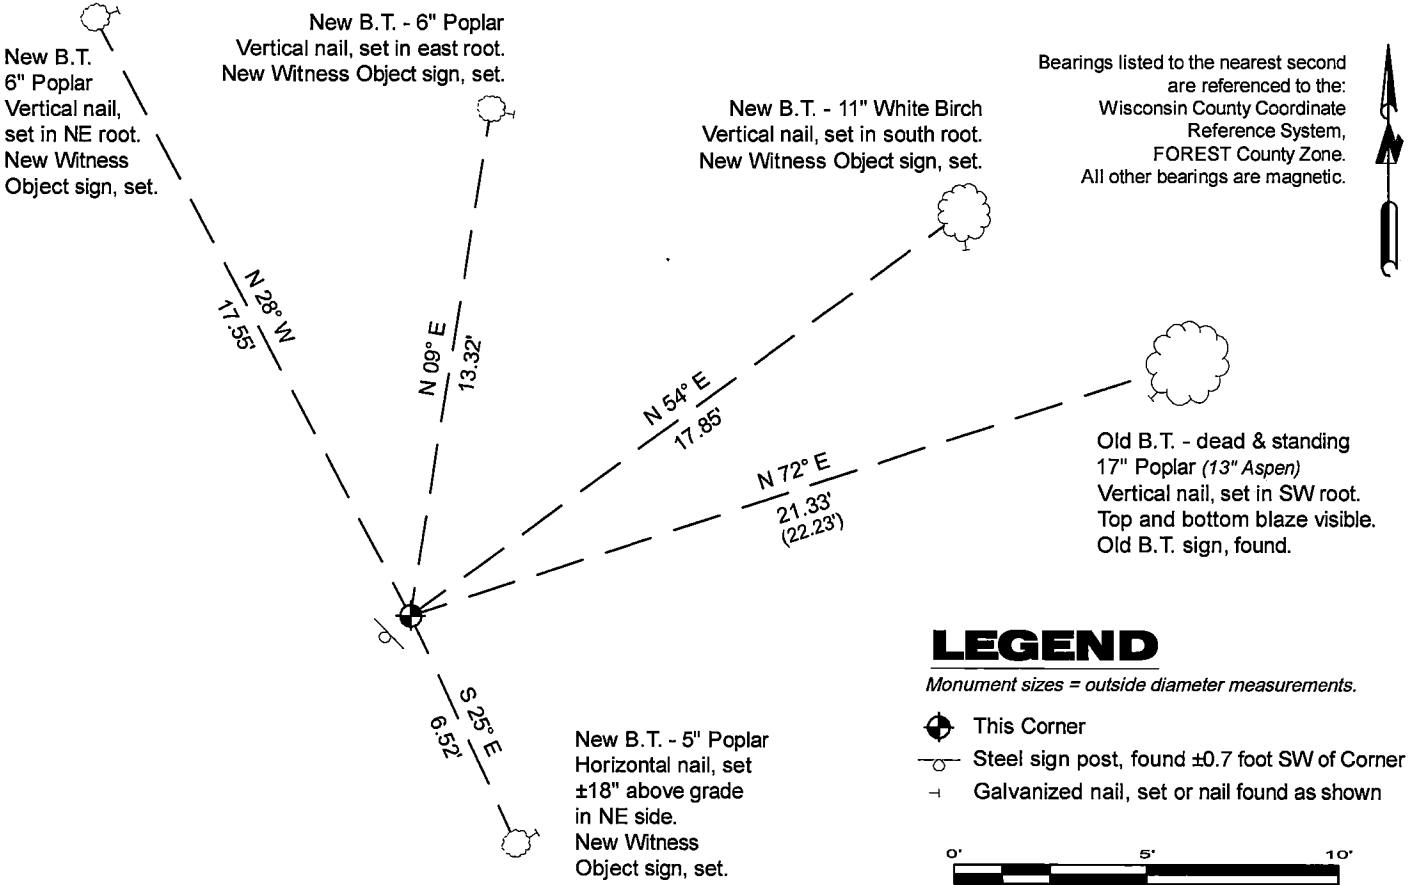 New B.T.
6" Poplar
Vertical nail,
set in NE root.
New Witness
Object sign, set.
New B.T. - 6" Poplar
Vertical nail, set in east root.
New Witness Object sign, set.
New B.T. - 11" White Birch
Vertical nail, set in south root.
New Witness Object sign, set.
Bearings listed to the nearest second
are referenced to the:
Wisconsin County Coordinate
Reference System,
FOREST County Zone.
All other bearings are magnetic.
N
N 28° W
17.55'
N 09° E
13.32'
N 54° E
17.85'
N 72° E
21.33'
(22.23')
Old B.T. - dead & standing
17" Poplar (13" Aspen)
Vertical nail, set in SW root.
Top and bottom blaze visible.
Old B.T. sign, found.
S 25° E
6.52'
New B.T. - 5" Poplar
Horizontal nail, set
±18" above grade
in NE side.
New Witness
Object sign, set.
LEGEND
Monument sizes = outside diameter measurements.
This Corner
Steel sign post, found ±0.7 foot SW of Corner
Galvanized nail, set or nail found as shown
0' 5' 10'